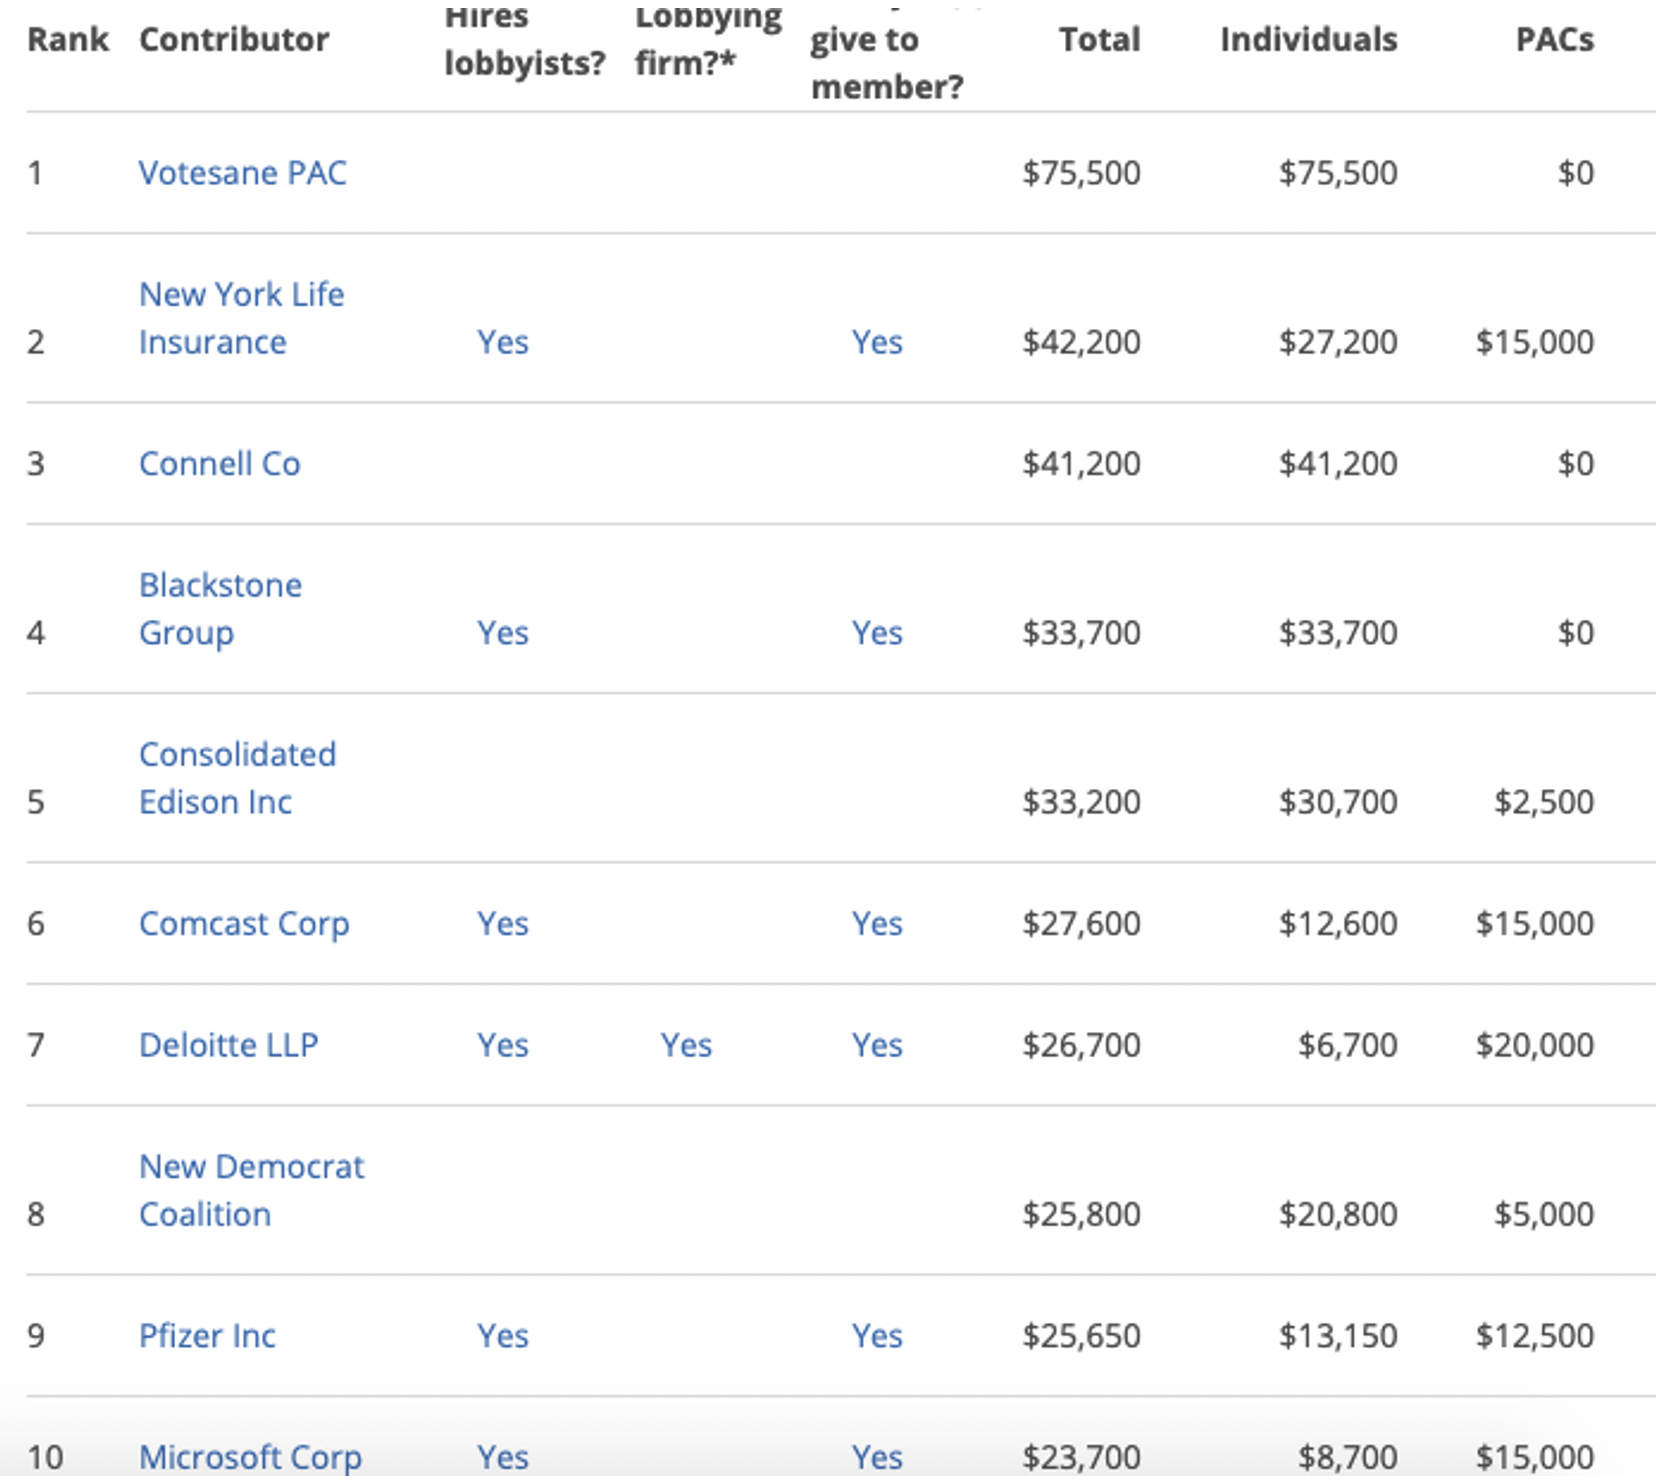 Rank Contributor Hires lobbyists? Lobbying firm?* give to member? Total Individuals PACs
1 Votesane PAC $75,500 $75,500 $0
New York Life
2 Insurance Yes Yes $42,200 $27,200 $15,000
3 Connell Co $41,200 $41,200 $0
Blackstone
4 Group Yes Yes $33,700 $33,700 $0
Consolidated
5 Edison Inc $33,200 $30,700 $2,500
6 Comcast Corp Yes Yes $27,600 $12,600 $15,000
7 Deloitte LLP Yes Yes Yes $26,700 $6,700 $20,000
New Democrat
8 Coalition $25,800 $20,800 $5,000
9 Pfizer Inc Yes Yes $25,650 $13,150 $12,500
10 Microsoft Corp Yes Yes $23,700 $8,700 $15,000